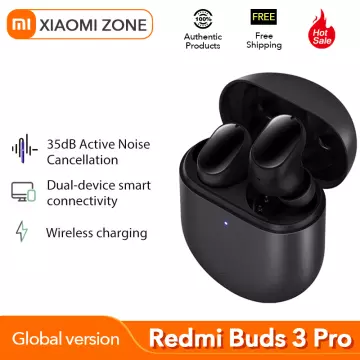 mi XIAOMI ZONE
100%
Authentic
Products
FREE
Free
Shipping
Hot
Sale
35dB Active Noise
Cancellation
Dual-device smart
connectivity
Wireless charging
Global version
Redmi Buds 3 Pro